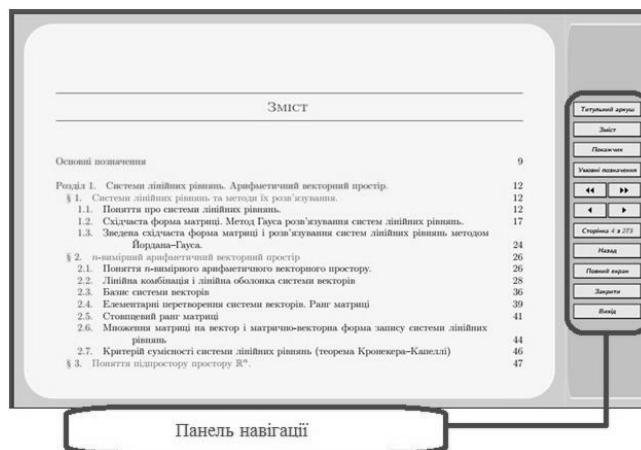 Зміст
Основні позначення 9
Розділ 1. Системи лінійних рівнянь. Арифметичний векторний простір. 12
§ 1. Системи лінійних рівнянь та методи їх розв'язування. 12
1.1. Поняття про системи лінійних рівнянь. 12
1.2. Східчаста форма матриці. Метод Гауса розв'язування систем лінійних рівнянь. 17
1.3. Зведена східчаста форма матриці і розв'язування систем лінійних рівнянь методом
Йордана–Гауса. 24
§ 2. n-вимірний арифметичний векторний простір 26
2.1. Поняття n-вимірного арифметичного векторного простору. 26
2.2. Лінійна комбінація і лінійна оболонка системи векторів 28
2.3. Базис системи векторів 36
2.4. Елементарні перетворення системи векторів. Ранг матриці 39
2.5. Стовпцевий ранг матриці 41
2.6. Множення матриці на вектор і матрично-векторна форма запису системи лінійних
рівнянь 44
2.7. Критерій сумісності системи лінійних рівнянь (теорема Кронекера–Капеллі) 46
§ 3. Поняття підпростору простору ℝⁿ. 47
Титульний аркуш
Зміст
Покажчик
Умовні позначення
Сторінка 4 з 273
Назад
Повний екран
Закрити
Вихід
Панель навігації